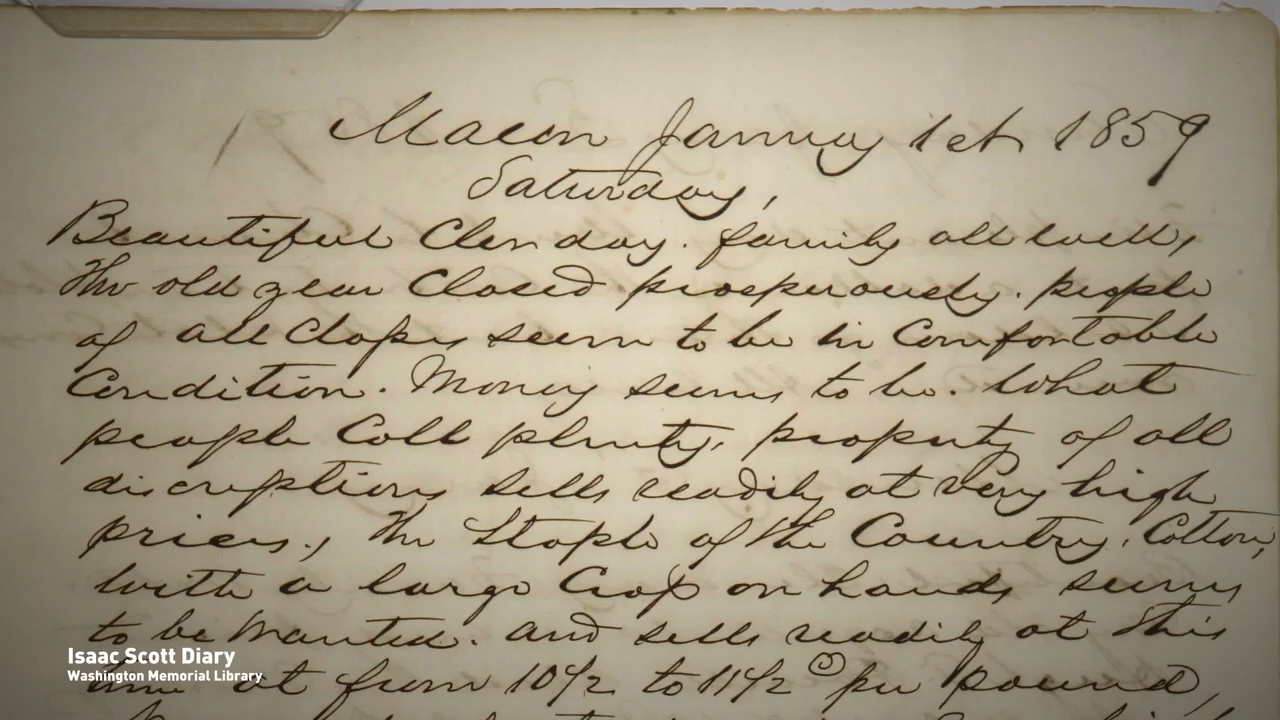 Macon January 1st 1859
Saturday,
Beautiful Clear day. family all well,
The old year Closed prosperously. people
of all Classes seem to be in Comfortable
Condition. Money seems to be. What
people Call plenty, property of all
discriptions sells readily at Very high
prices., The Staple of the Country, Cotton,
with a large Crop on hands seems
to be Wanted. and sells readily at this
time at from 10½ to 11½ ¢ per pound,
Isaac Scott Diary
Washington Memorial Library